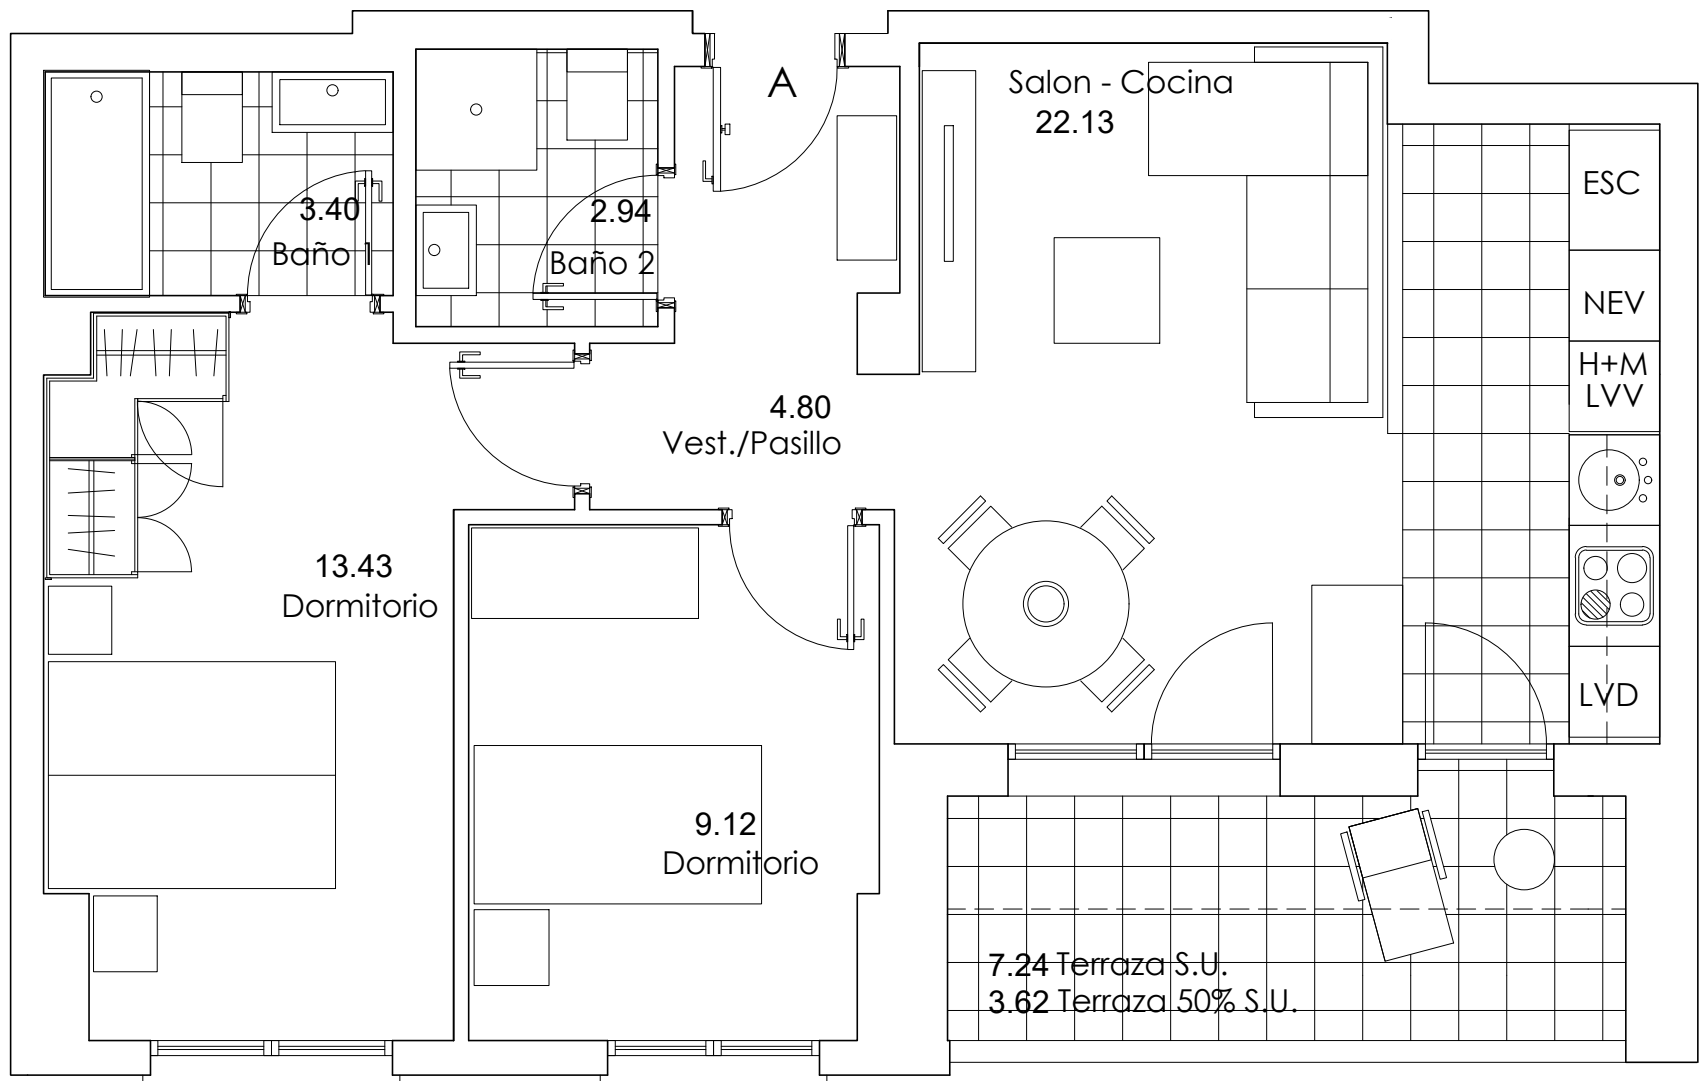 A
Salon - Cocina
22.13
ESC
3.40
Baño 1
2.94
Baño 2
NEV
H+M
LVV
4.80
Vest./Pasillo
13.43
Dormitorio
LVD
9.12
Dormitorio
7.24 Terraza S.U.
3.62 Terraza 50% S.U.